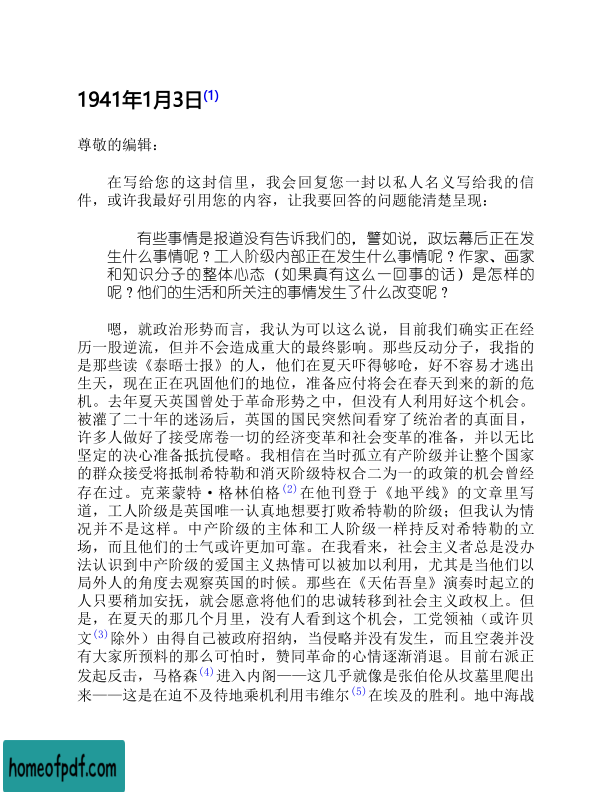 1941年1月3日(1)
尊敬的编辑：
在写给您的这封信里，我会回复您一封以私人名义写给我的信
件，或许我最好引用您的内容，让我要回答的问题能清楚呈现：
有些事情是报道没有告诉我们的，譬如说，政坛幕后正在发
生什么事情呢？工人阶级内部正在发生什么事情呢？作家、画家
和知识分子的整体心态（如果真有这么一回事的话）是怎样的
呢？他们的生活和所关注的事情发生了什么改变呢？
嗯，就政治形势而言，我认为可以这么说，目前我们确实正在经
历一股逆流，但并不会造成重大的最终影响。那些反动分子，我指的
是那些读《泰晤士报》的人，他们在夏天吓得够呛，好不容易才逃出
生天，现在正在巩固他们的地位，准备应付将会在春天到来的新的危
机。去年夏天英国曾处于革命形势之中，但没有人利用好这个机会。
被灌了二十年的迷汤后，英国的国民突然间看穿了统治者的真面目，
许多人做好了接受席卷一切的经济变革和社会变革的准备，并以无比
坚定的决心准备抵抗侵略。我相信在当时孤立有产阶级并让整个国家
的群众接受将抵制希特勒和消灭阶级特权合二为一的政策的机会曾经
存在过。克莱蒙特·格林伯格(2)在他刊登于《地平线》的文章里写
道，工人阶级是英国唯一认真地想要打败希特勒的阶级；但我认为情
况并不是这样。中产阶级的主体和工人阶级一样持反对希特勒的立
场，而且他们的士气或许更加可靠。在我看来，社会主义者总是没办
法认识到中产阶级的爱国主义热情可以被加以利用，尤其是当他们以
局外人的角度去观察英国的时候。那些在《天佑吾皇》演奏时起立的
人只要稍加安抚，就会愿意将他们的忠诚转移到社会主义政权上。但
是，在夏天的那几个月里，没有人看到这个机会，工党领袖（或许贝
文(3)除外）由得自己被政府招纳，当侵略并没有发生，而且空袭并没
有大家所预料的那么可怕时，赞同革命的心情逐渐消退。目前右派正
发起反击，马格森(4)进入内阁——这几乎就像是张伯伦从坟墓里爬出
来——这是在迫不及待地乘机利用韦维尔(5)在埃及的胜利。地中海战
homeofpdf.com